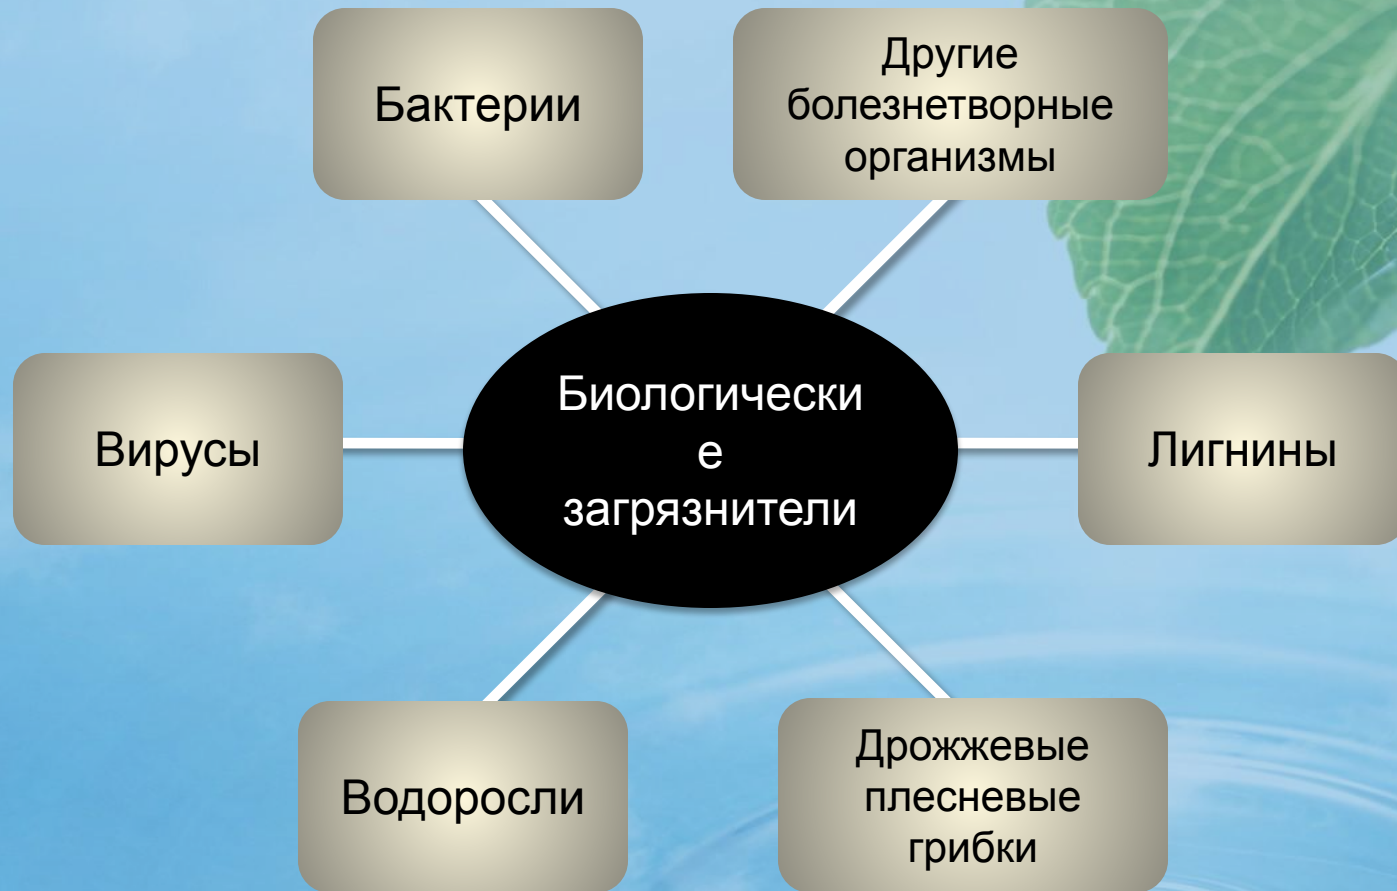 Бактерии
Другие
болезнетворные
организмы
Вирусы
Биологически
е
загрязнители
Лигнины
Водоросли
Дрожжевые
плесневые
грибки